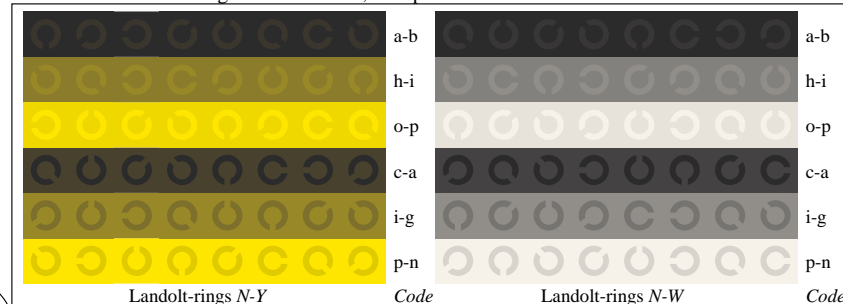 a-b a-b
h-i h-i
o-p o-p
c-a c-a
i-g i-g
p-n p-n
Landolt-rings N-Y Code Landolt-rings N-W Code